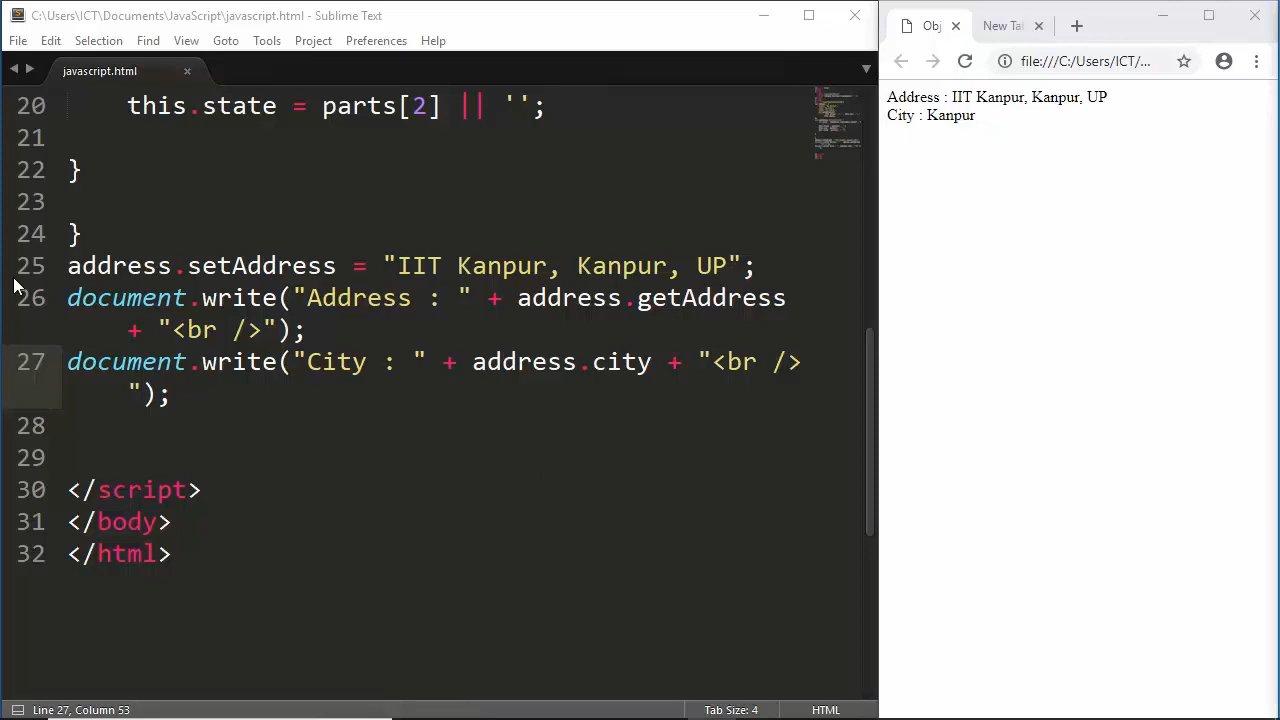 C:\Users\ICT\Documents\JavaScript\javascript.html - Sublime Text
File Edit Selection Find View Goto Tools Project Preferences Help
javascript.html
20 this.state = parts[2] || '';
21
22 }
23
24 }
25 address.setAddress = "IIT Kanpur, Kanpur, UP";
26 document.write("Address : " + address.getAddress
+ "<br />");
27 document.write("City : " + address.city + "<br />
");
28
29
30 </script>
31 </body>
32 </html>
Line 27, Column 53
Tab Size: 4
HTML
Obj
New Tal
file:///C:/Users/ICT/...
Address : IIT Kanpur, Kanpur, UP
City : Kanpur